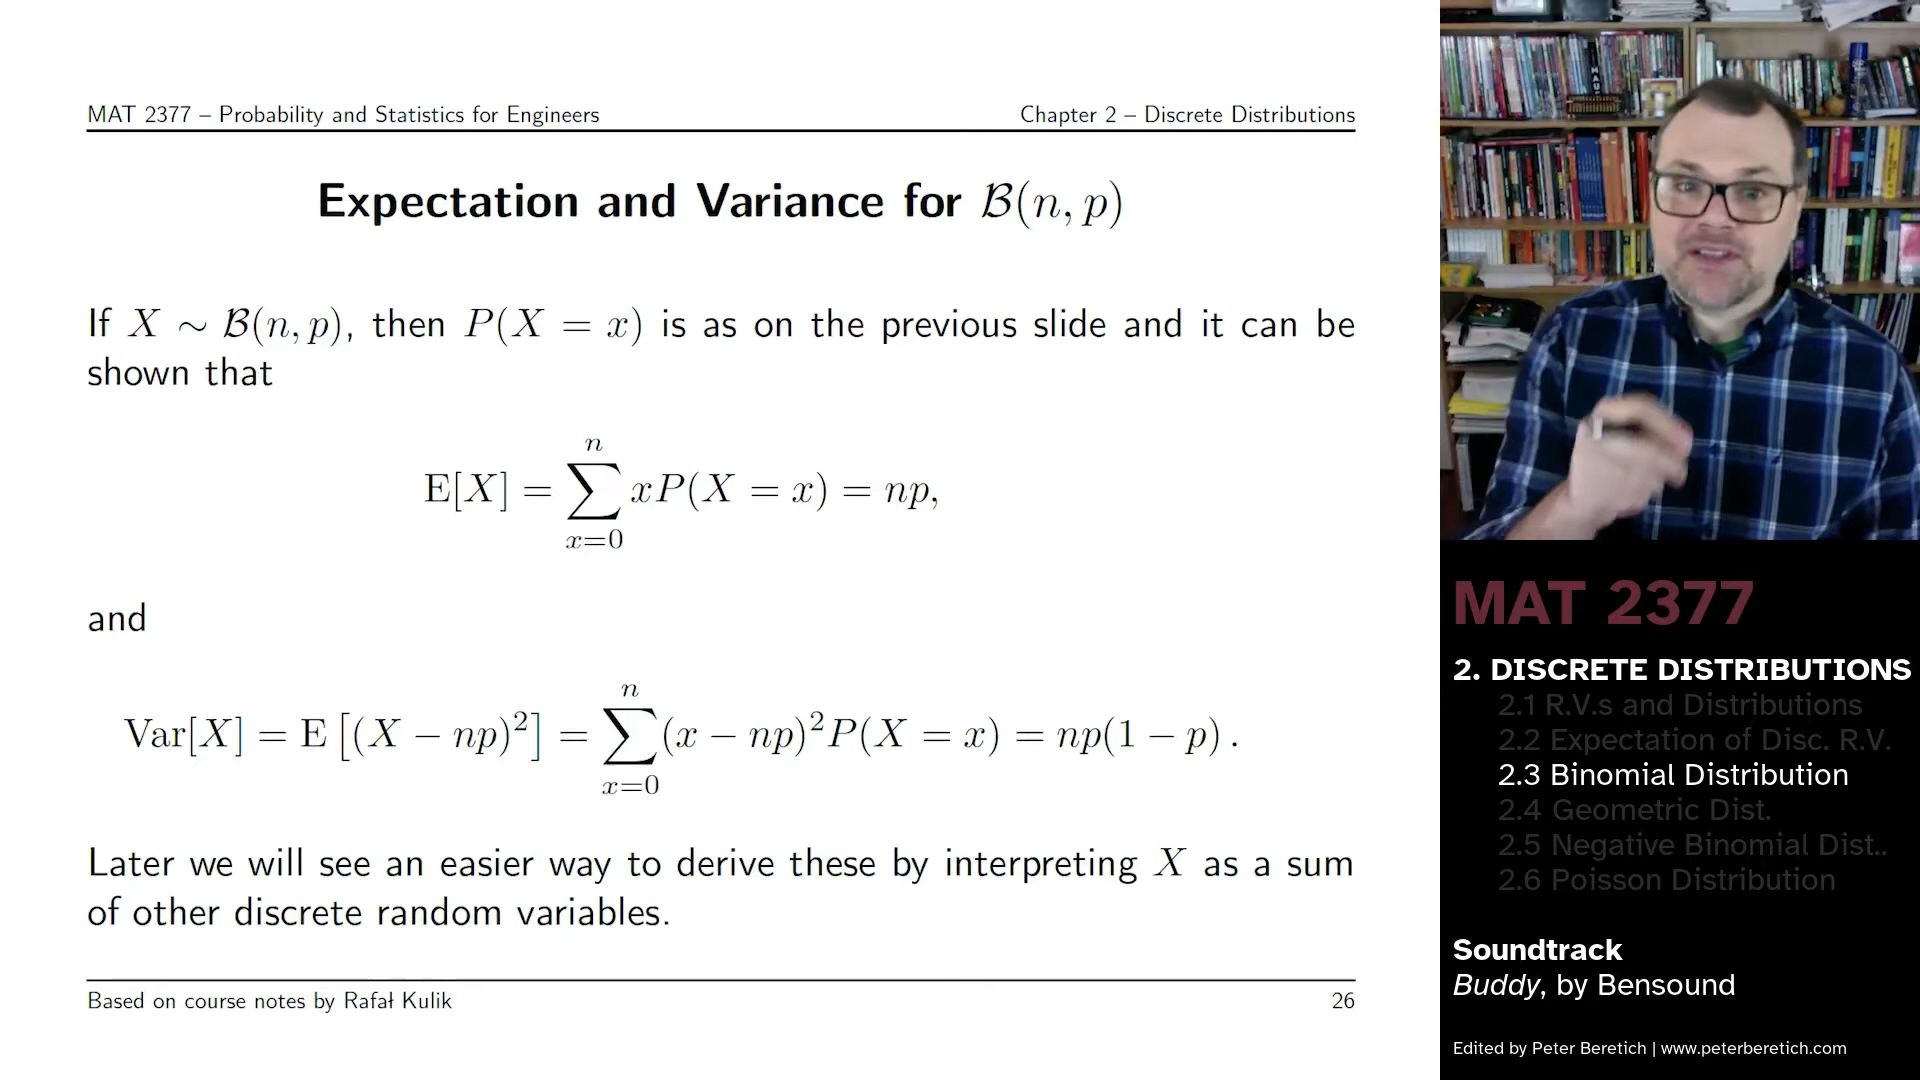 MAT 2377 – Probability and Statistics for Engineers
Chapter 2 – Discrete Distributions
Expectation and Variance for ℬ(n, p)
If X ∼ ℬ(n, p), then P(X = x) is as on the previous slide and it can be
shown that
E[X] = ∑_{x=0}^{n} xP(X = x) = np,
and
Var[X] = E [(X − np)²] = ∑_{x=0}^{n} (x − np)²P(X = x) = np(1 − p) .
Later we will see an easier way to derive these by interpreting X as a sum
of other discrete random variables.
Based on course notes by Rafał Kulik
26
MAT 2377
2. DISCRETE DISTRIBUTIONS
2.1 R.V.s and Distributions
2.2 Expectation of Disc. R.V.
2.3 Binomial Distribution
2.4 Geometric Dist.
2.5 Negative Binomial Dist..
2.6 Poisson Distribution
Soundtrack
Buddy, by Bensound
Edited by Peter Beretich | www.peterberetich.com